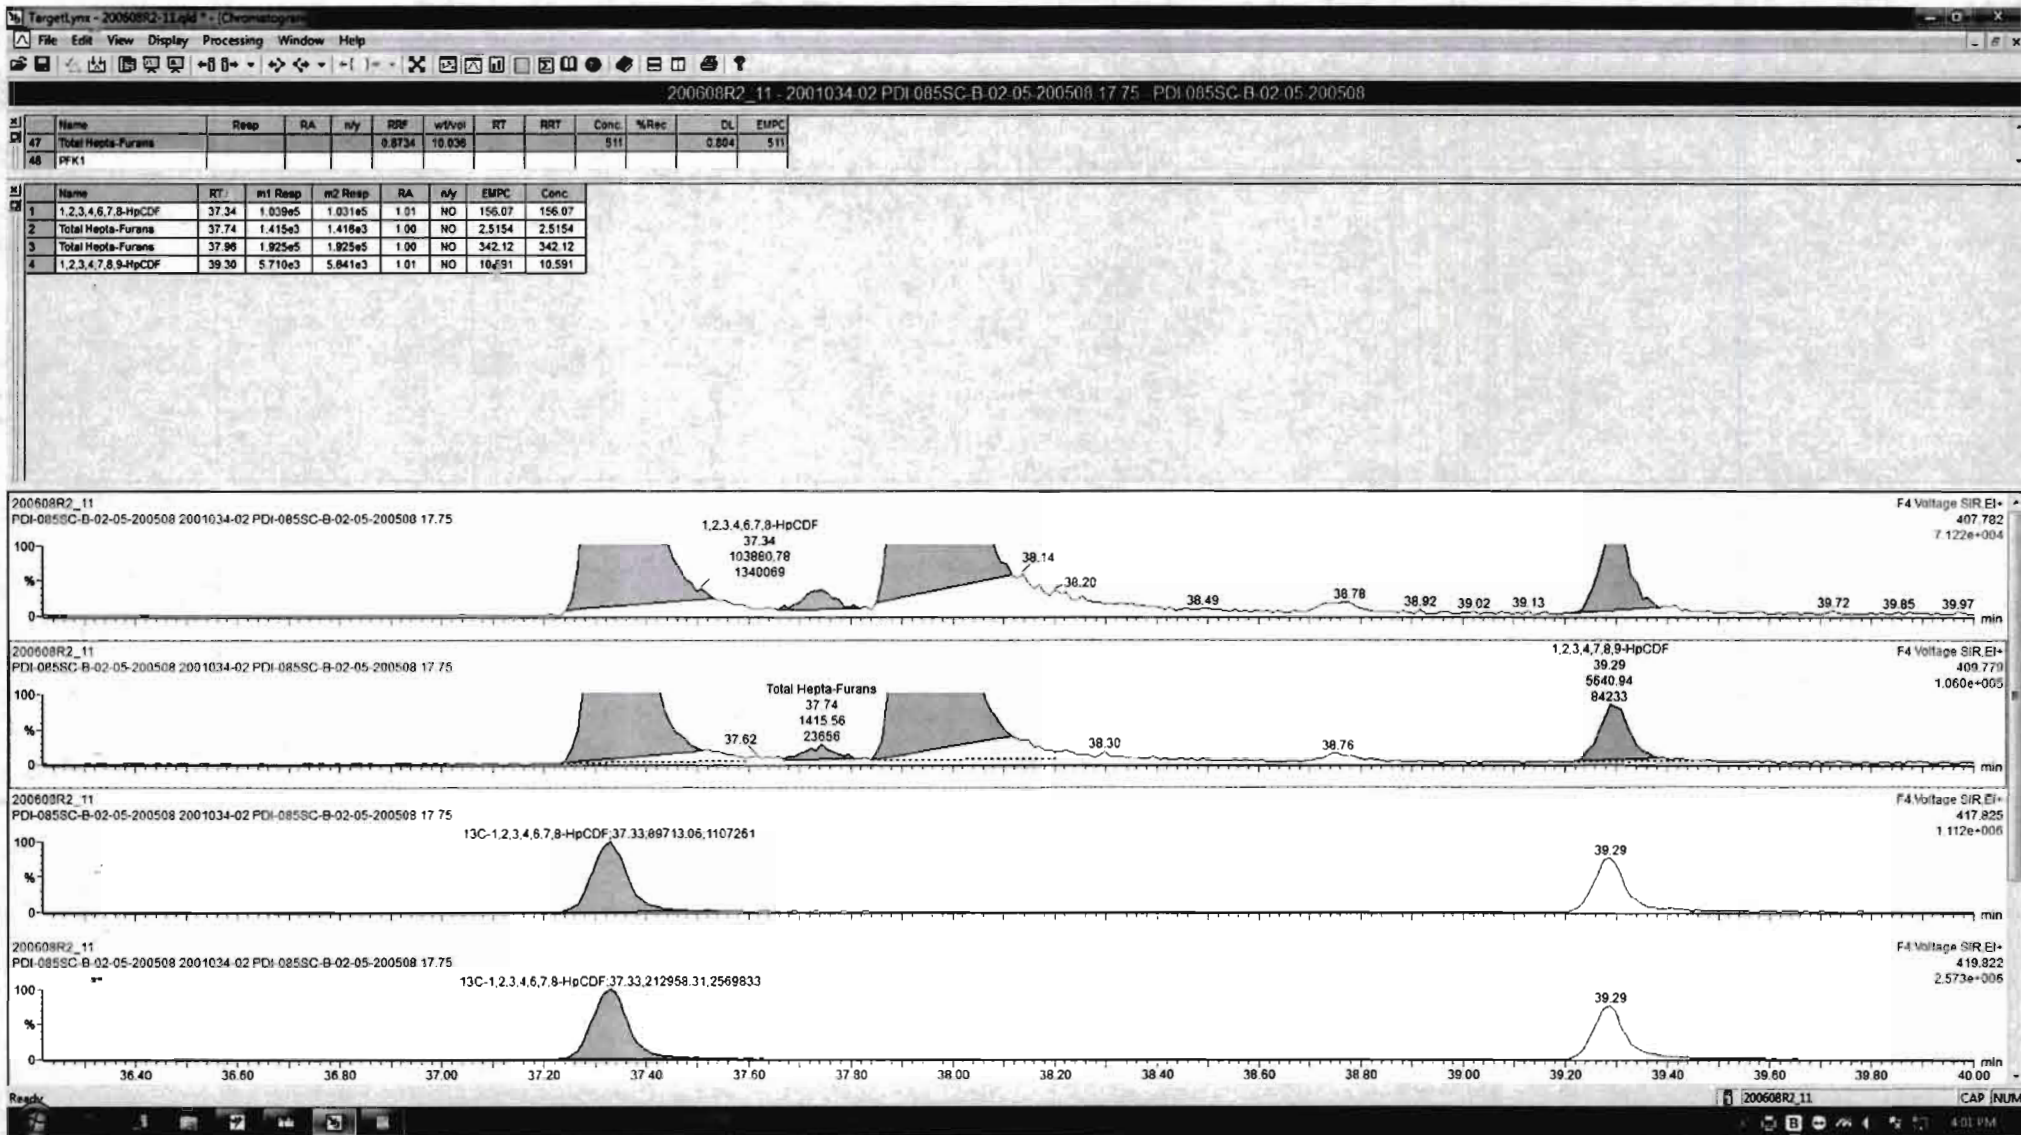 TargetLynx - 200608R2-11.qld * - [Chromatogram]
File Edit View Display Processing Window Help
200608R2_11 - 2001034-02 PDI-085SC-B-02-05-200508 17.75 PDI-085SC-B-02-05-200508
Name Resp RA n/y RRF wt/vol RT RRT Conc. %Rec DL EMPC
47 Total Hepta-Furans 0.8734 10.036 511 0.804 511
48 PFK1
Name RT m1 Resp m2 Resp RA n/y EMPC Conc.
1 1,2,3,4,6,7,8-HpCDF 37.34 1.039e5 1.031e5 1.01 NO 156.07 156.07
2 Total Hepta-Furans 37.74 1.415e3 1.416e3 1.00 NO 2.5154 2.5154
3 Total Hepta-Furans 37.96 1.925e5 1.925e5 1.00 NO 342.12 342.12
4 1,2,3,4,7,8,9-HpCDF 39.30 5.710e3 5.641e3 1.01 NO 10.591 10.591
200608R2_11
PDI-085SC-B-02-05-200508 2001034-02 PDI-085SC-B-02-05-200508 17.75
F4:Voltage SIR,EI+
407.782
7.122e+004
1,2,3,4,6,7,8-HpCDF
37.34
103880.78
1340069
38.14
38.20
38.49
38.78
38.92
39.02
39.13
39.72
39.85
39.97
100
%
0
min
200608R2_11
PDI-085SC-B-02-05-200508 2001034-02 PDI-085SC-B-02-05-200508 17.75
F4:Voltage SIR,EI+
409.779
1.060e+005
Total Hepta-Furans
37.74
1415.56
23656
37.62
38.30
38.76
1,2,3,4,7,8,9-HpCDF
39.29
5640.94
84233
100
%
0
min
200608R2_11
PDI-085SC-B-02-05-200508 2001034-02 PDI-085SC-B-02-05-200508 17.75
F4:Voltage SIR,EI+
417.825
1.112e+006
13C-1,2,3,4,6,7,8-HpCDF;37.33;89713.06;1107261
39.29
100
%
0
min
200608R2_11
PDI-085SC-B-02-05-200508 2001034-02 PDI-085SC-B-02-05-200508 17.75
F4:Voltage SIR,EI+
419.822
2.573e+006
13C-1,2,3,4,6,7,8-HpCDF;37.33;212958.31;2569833
39.29
100
%
0
min
36.40 36.60 36.80 37.00 37.20 37.40 37.60 37.80 38.00 38.20 38.40 38.60 38.80 39.00 39.20 39.40 39.60 39.80 40.00
Ready
200608R2_11
CAP NUM
4:01 PM